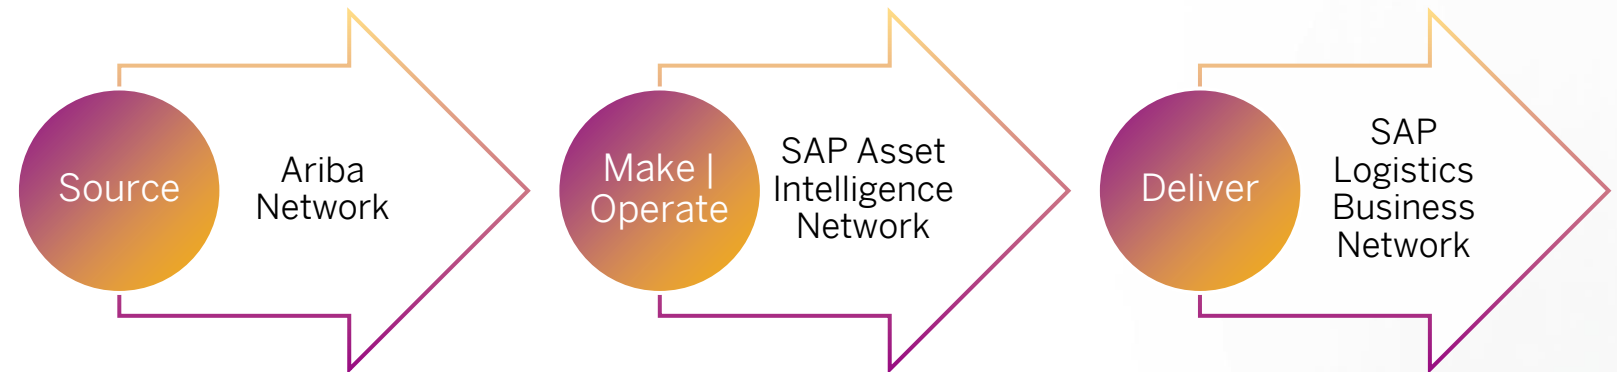 Source
Ariba
Network
Make |
Operate
SAP Asset
Intelligence
Network
Deliver
SAP
Logistics
Business
Network